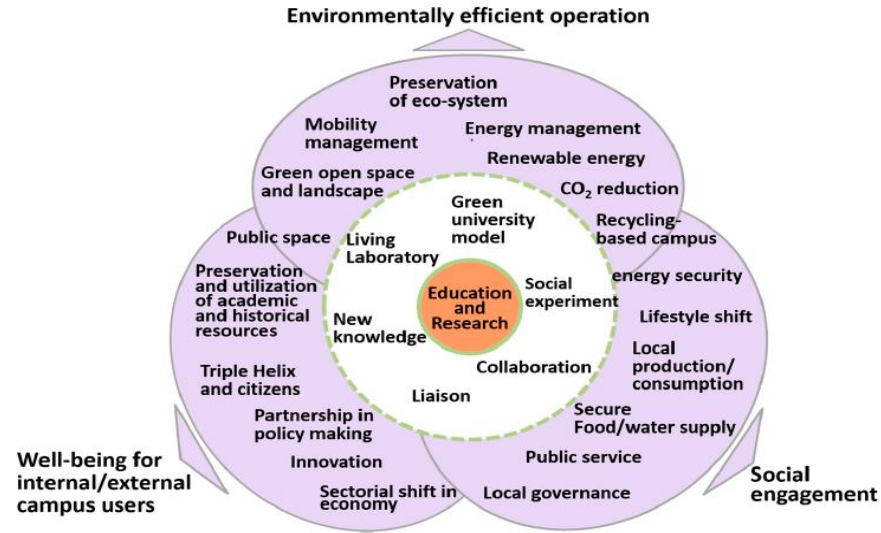 Environmentally efficient operation
Preservation
of eco-system
Mobility
management
Energy management
Renewable energy
Green open space
and landscape
CO₂ reduction
Green
university
model
Recycling-
based campus
Public space
Living
Laboratory
Preservation
and utilization
of academic
and historical
resources
Education
and
Research
Social
experiment
energy security
New
knowledge
Lifestyle shift
Local
production/
consumption
Triple Helix
and citizens
Collaboration
Liaison
Partnership in
policy making
Secure
Food/water supply
Innovation
Public service
Sectorial shift in
economy
Local governance
Well-being for
internal/external
campus users
Social
engagement